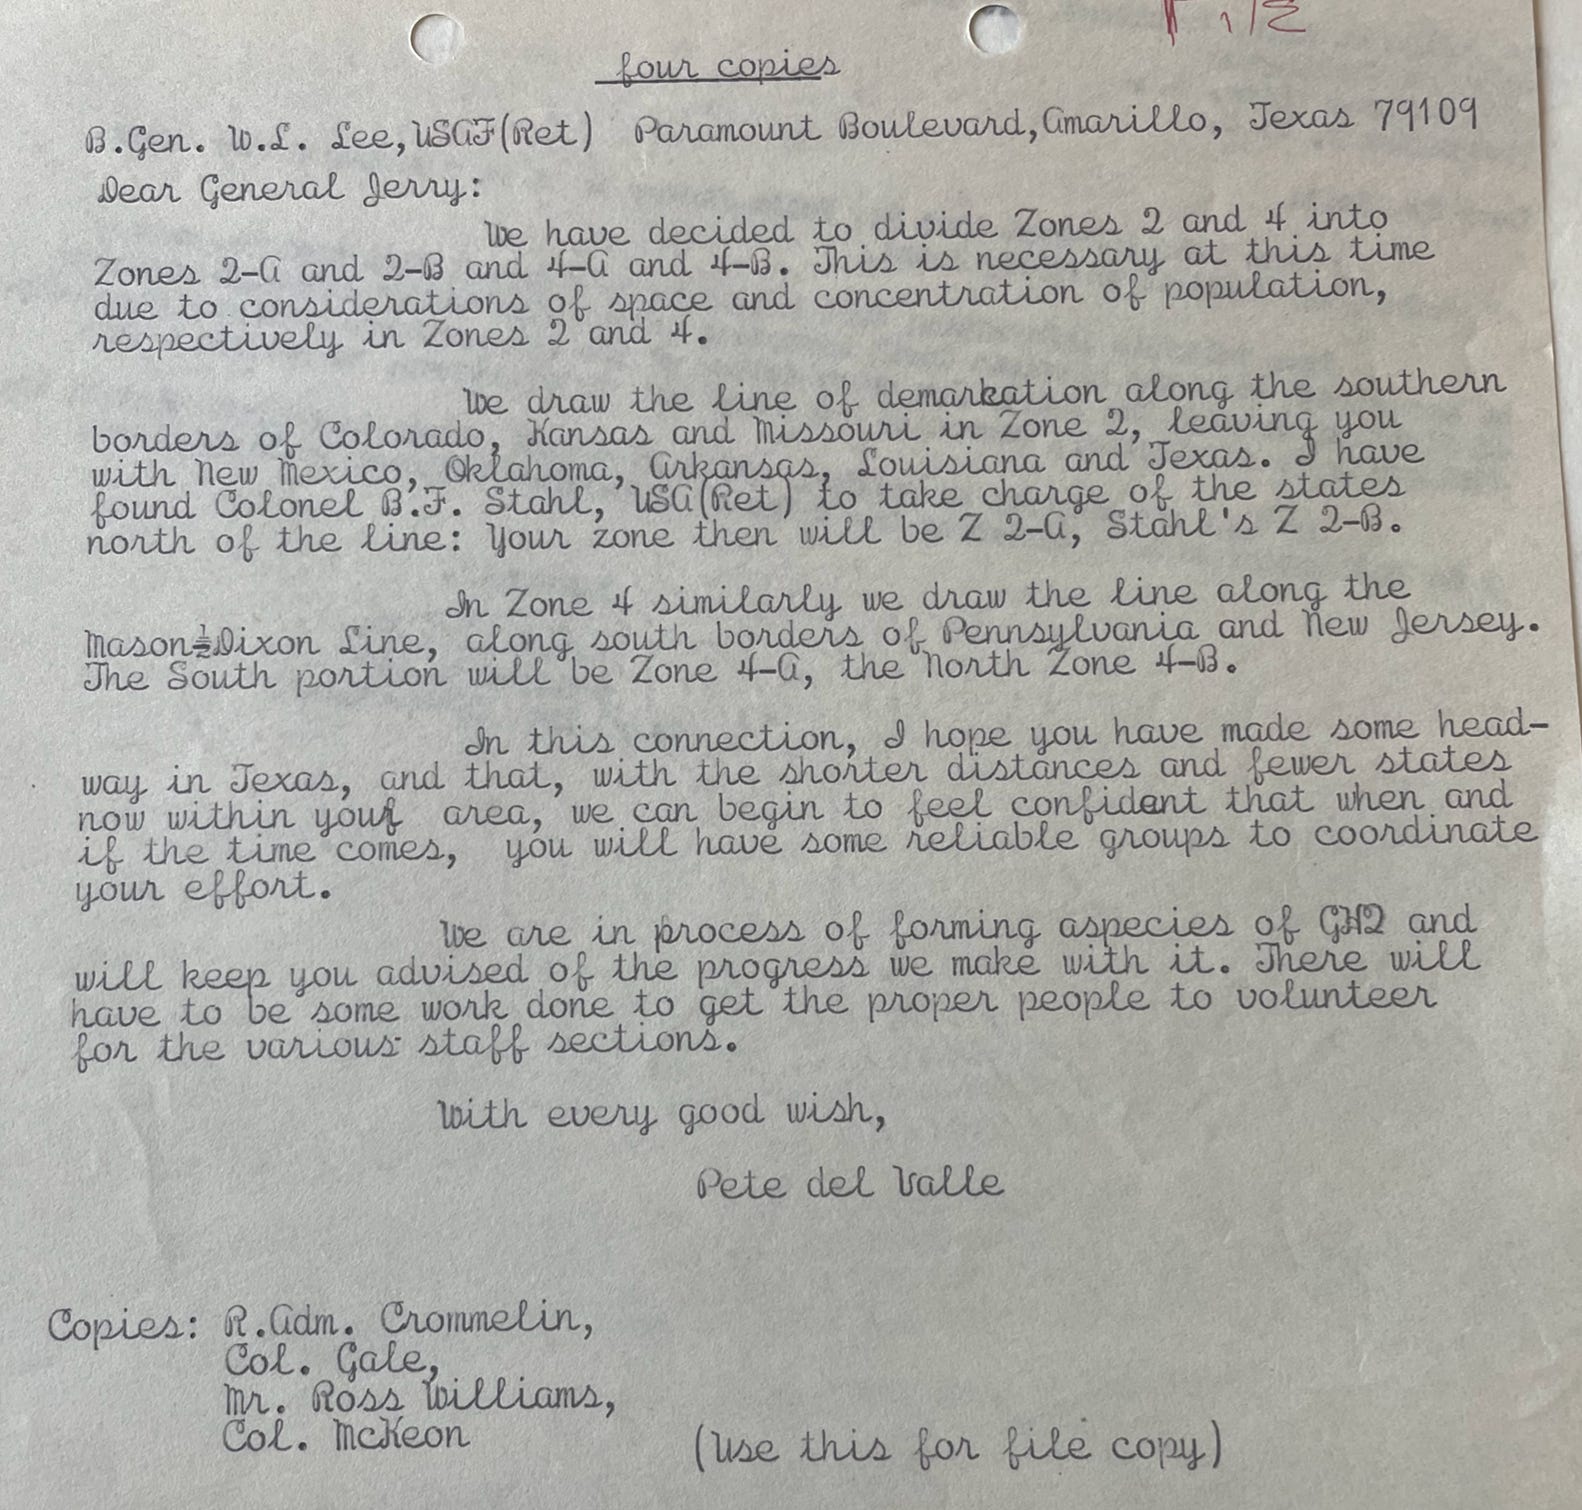 File
four copies
B.Gen. W.L. Lee, USAF(Ret) Paramount Boulevard, Amarillo, Texas 79109
Dear General Jerry:
We have decided to divide Zones 2 and 4 into
Zones 2-A and 2-B and 4-A and 4-B. This is necessary at this time
due to considerations of space and concentration of population,
respectively in Zones 2 and 4.
We draw the line of demarkation along the southern
borders of Colorado, Kansas and Missouri in Zone 2, leaving you
with New Mexico, Oklahoma, Arkansas, Louisiana and Texas. I have
found Colonel B.F. Stahl, USA(Ret) to take charge of the states
north of the line: Your zone then will be Z 2-A, Stahl's Z 2-B.
In Zone 4 similarly we draw the line along the
Mason-Dixon Line, along south borders of Pennsylvania and New Jersey.
The South portion will be Zone 4-A, the North Zone 4-B.
In this connection, I hope you have made some head-
way in Texas, and that, with the shorter distances and fewer states
now within your area, we can begin to feel confident that when and
if the time comes, you will have some reliable groups to coordinate
your effort.
We are in process of forming aspecies of GHQ and
will keep you advised of the progress we make with it. There will
have to be some work done to get the proper people to volunteer
for the various staff sections.
With every good wish,
Pete del Valle
Copies: R.Adm. Crommelin,
Col. Gale,
Mr. Ross Williams,
Col. McKeon
(Use this for file copy)